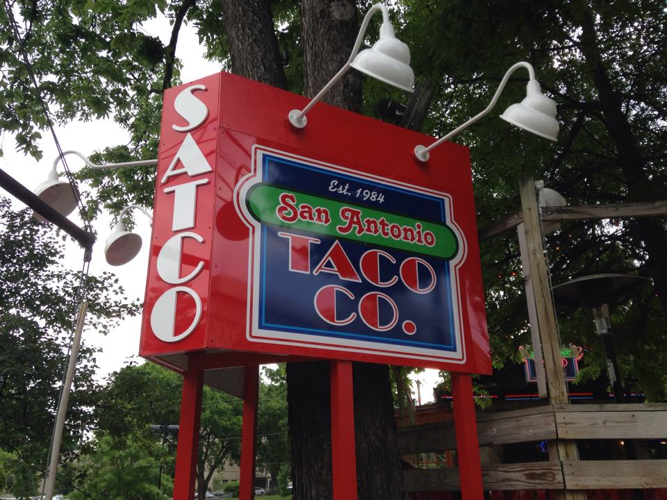 SATCO
Est. 1984
San Antonio
TACO
CO.